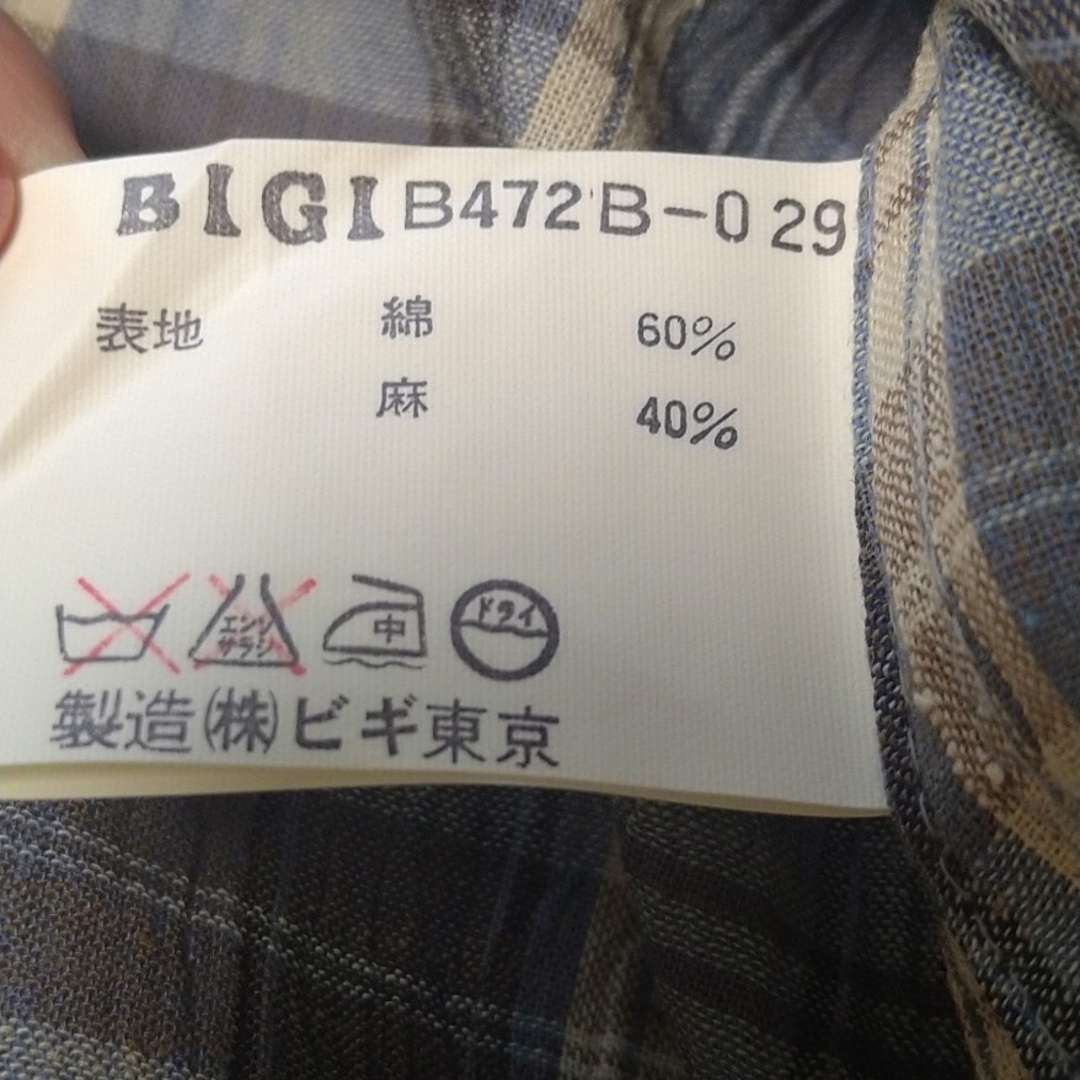 BIGI B472 B-029
表地 綿 60%
麻 40%
エンソ サラシ 中 ドライ
製造(株)ビギ東京